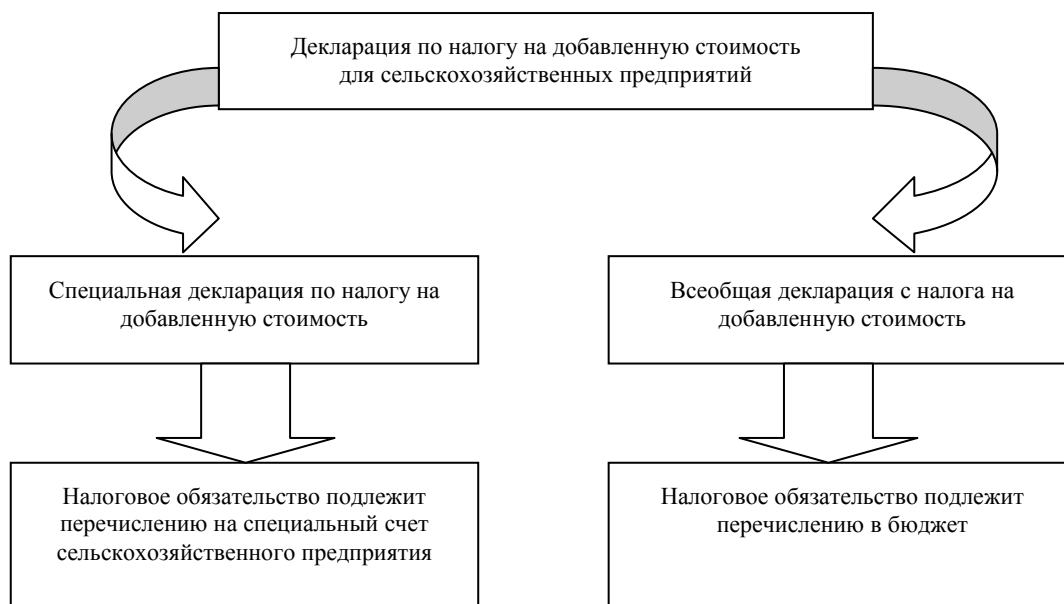 Декларация по налогу на добавленную стоимость
для сельскохозяйственных предприятий
Специальная декларация по налогу на
добавленную стоимость
Всеобщая декларация с налога на
добавленную стоимость
Налоговое обязательство подлежит
перечислению на специальный счет
сельскохозяйственного предприятия
Налоговое обязательство подлежит
перечислению в бюджет